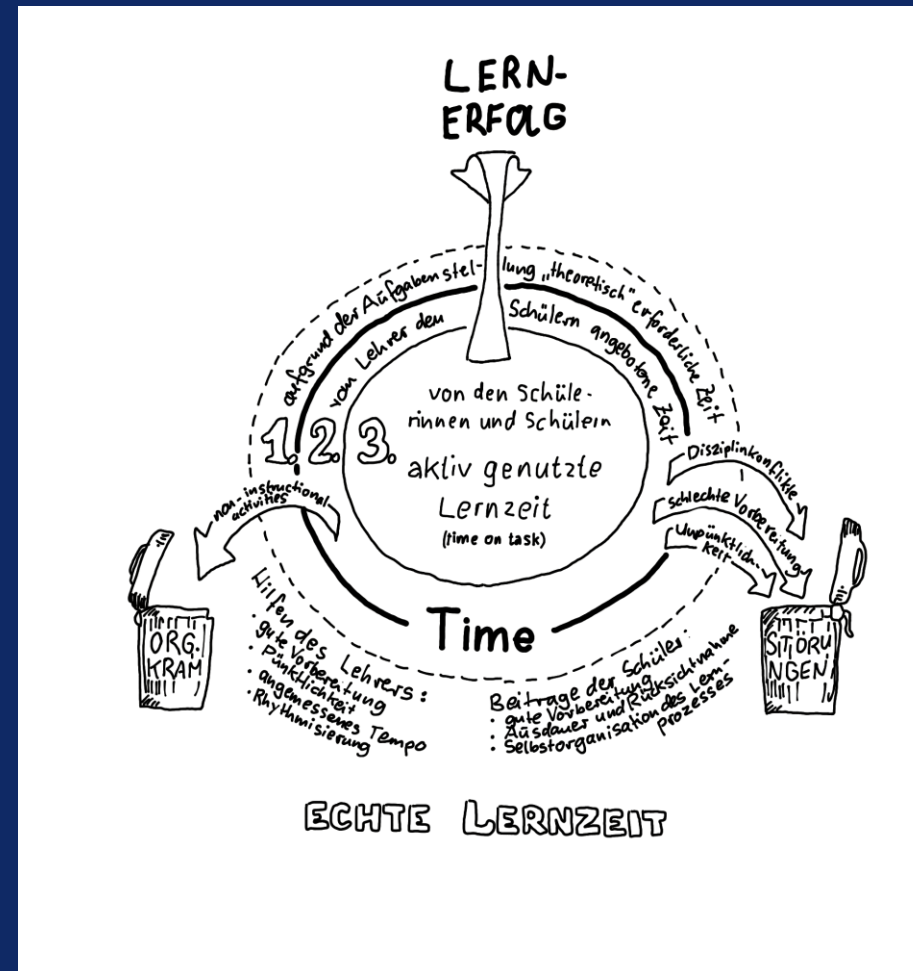 LERN-
ERFOLG
aufgrund der Aufgabenstel- lung „theoretisch" erforderliche Zeit
vom Lehrer den Schülern angebotene Zeit
1. 2. 3.
von den Schüle-
rinnen und Schülern
aktiv genutzte
Lernzeit
(time on task)
non-instructional
activities
Disziplinkonflikte
schlechte Vorbereitung
Unpünktlich-
keit
ORG.
KRAM
STÖRU
NGEN
Time
Hilfen des Lehrers:
· gute Vorbereitung
· Pünktlichkeit
· angemessenes Tempo
· Rhythmisierung
Beitrage der Schüler:
· gute Vorbereitung
· Ausdauer und Rücksichtnahme
· Selbstorganisation des Lern-
prozesses
ECHTE LERNZEIT